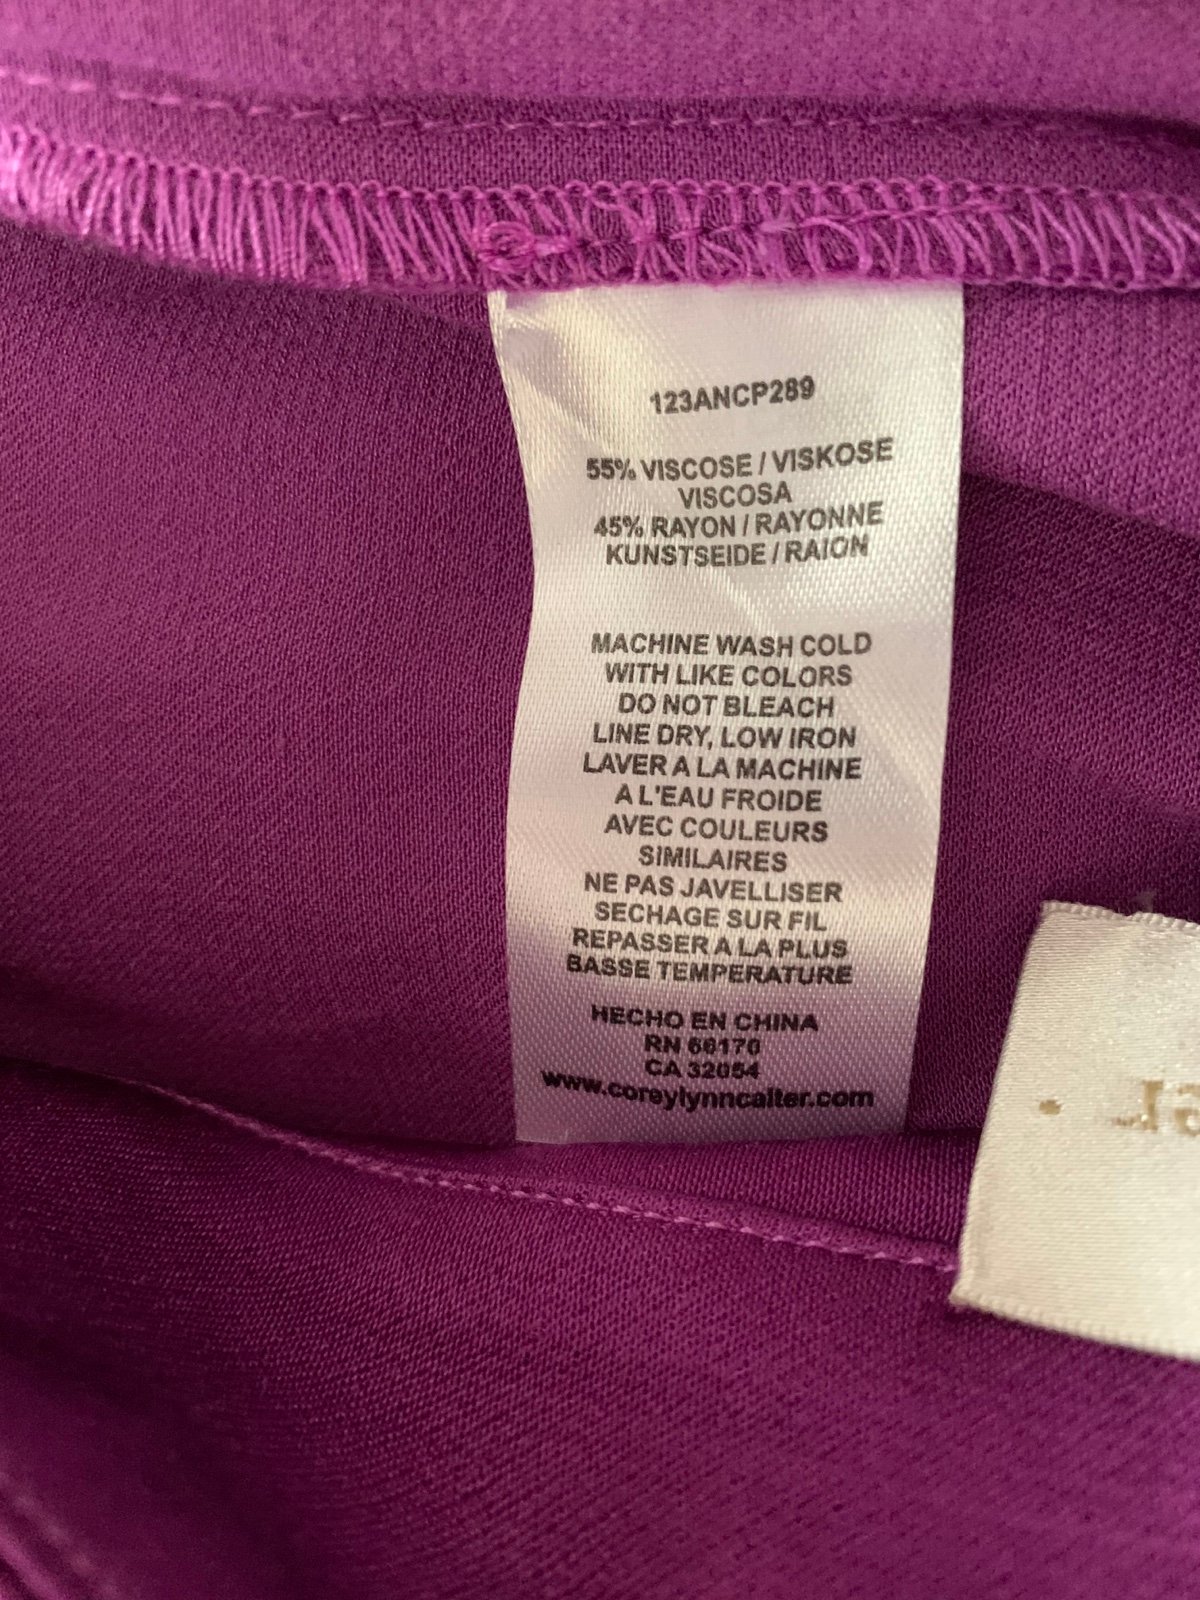 123ANCP289
55% VISCOSE / VISKOSE
VISCOSA
45% RAYON / RAYONNE
KUNSTSEIDE / RAION
MACHINE WASH COLD
WITH LIKE COLORS
DO NOT BLEACH
LINE DRY, LOW IRON
LAVER A LA MACHINE
A L'EAU FROIDE
AVEC COULEURS
SIMILAIRES
NE PAS JAVELLISER
SECHAGE SUR FIL
REPASSER A LA PLUS
BASSE TEMPERATURE
HECHO EN CHINA
RN 66170
CA 32054
www.coreylynncalter.com